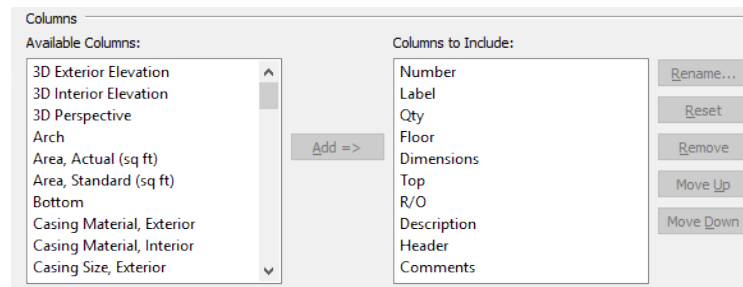 Columns
Available Columns:
3D Exterior Elevation
3D Interior Elevation
3D Perspective
Arch
Area, Actual (sq ft)
Area, Standard (sq ft)
Bottom
Casing Material, Exterior
Casing Material, Interior
Casing Size, Exterior
Add =>
Columns to Include:
Number
Label
Qty
Floor
Dimensions
Top
R/O
Description
Header
Comments
Rename...
Reset
Remove
Move Up
Move Down